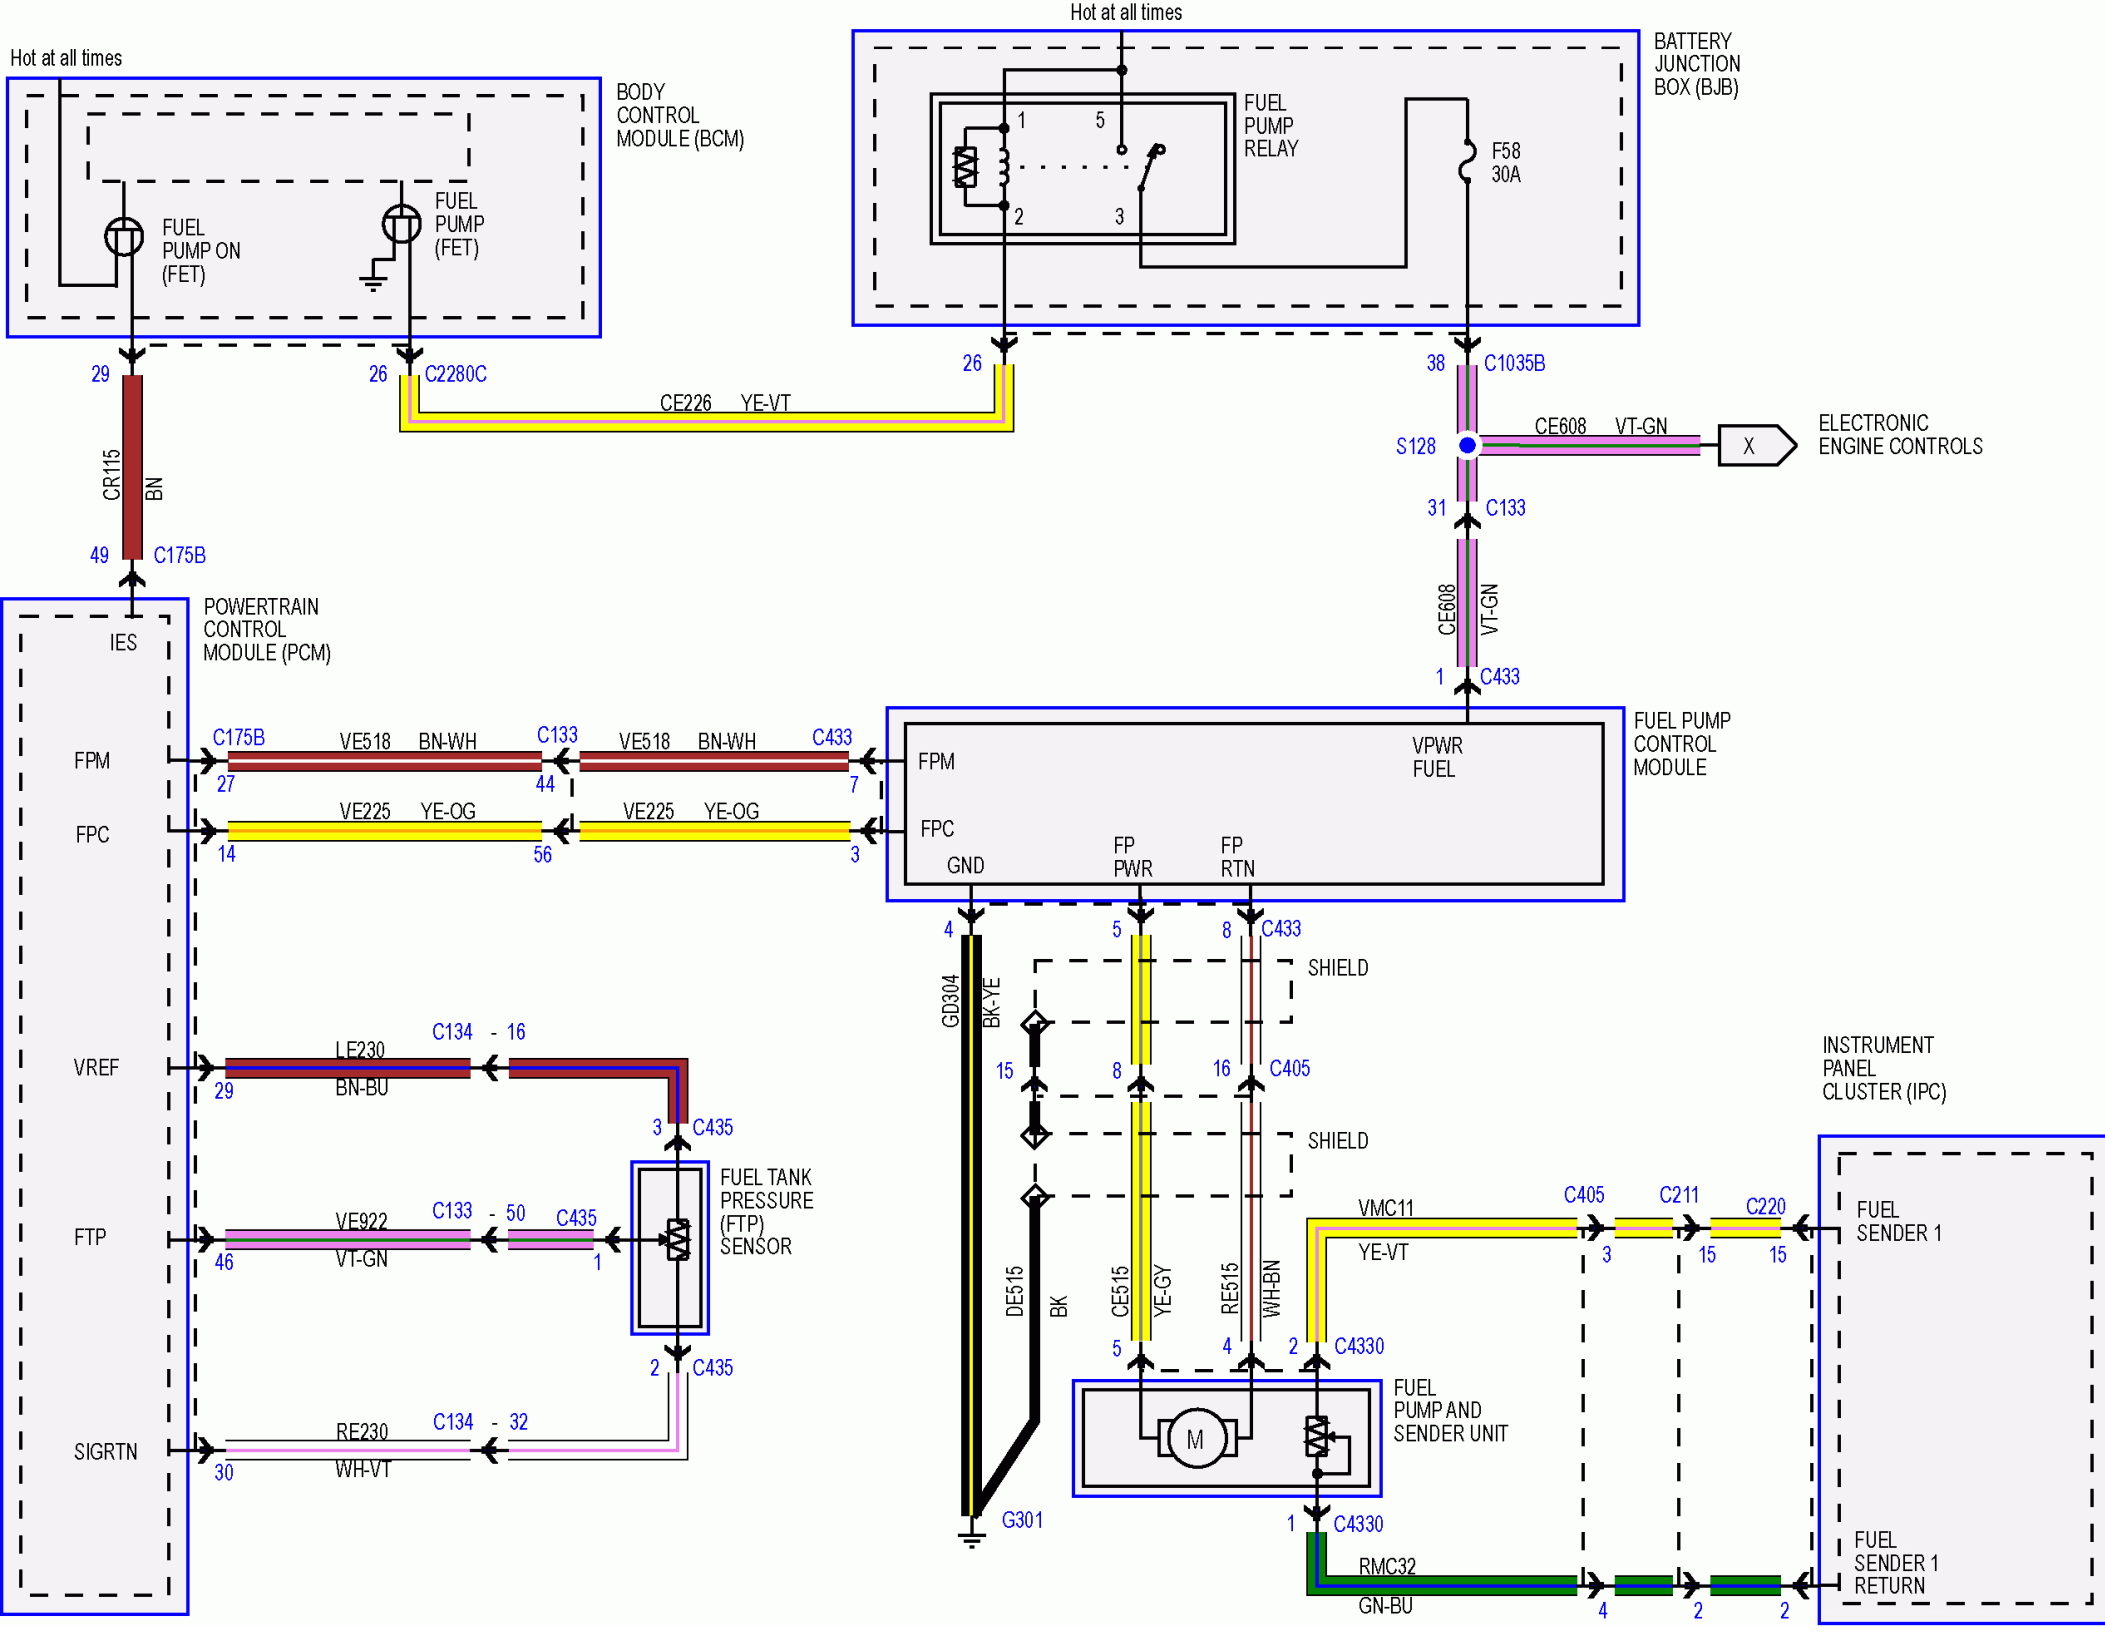 Hot at all times
Hot at all times
BATTERY
JUNCTION
BOX (BJB)
BODY
CONTROL
MODULE (BCM)
FUEL
PUMP
RELAY
1
5
2
3
F58
30A
FUEL
PUMP ON
(FET)
FUEL
PUMP
(FET)
29
26
C2280C
26
38
C1035B
CE226 YE-VT
CE608 VT-GN
S128
X
ELECTRONIC
ENGINE CONTROLS
CR115
BN
31
C133
49
C175B
CE608
VT-GN
1
C433
POWERTRAIN
CONTROL
MODULE (PCM)
IES
FUEL PUMP
CONTROL
MODULE
VPWR
FUEL
FPM
C175B
VE518 BN-WH
C133
VE518 BN-WH
C433
FPM
27
44
7
FPC
VE225 YE-OG
VE225 YE-OG
FPC
14
56
3
GND
FP
PWR
FP
RTN
4
5
8
C433
SHIELD
GD304
BK-YE
15
8
16
C405
SHIELD
VREF
LE230
BN-BU
C134 - 16
29
3
C435
FUEL TANK
PRESSURE
(FTP)
SENSOR
FTP
VE922
VT-GN
C133 - 50
C435
46
1
2
C435
SIGRTN
RE230
WH-VT
C134 - 32
30
DE515
BK
CE515
YE-GY
RE515
WH-BN
5
4
2
C4330
VMC11
YE-VT
C405
C211
C220
3
15
15
INSTRUMENT
PANEL
CLUSTER (IPC)
FUEL
SENDER 1
FUEL
PUMP AND
SENDER UNIT
M
G301
1
C4330
RMC32
GN-BU
4
2
2
FUEL
SENDER 1
RETURN